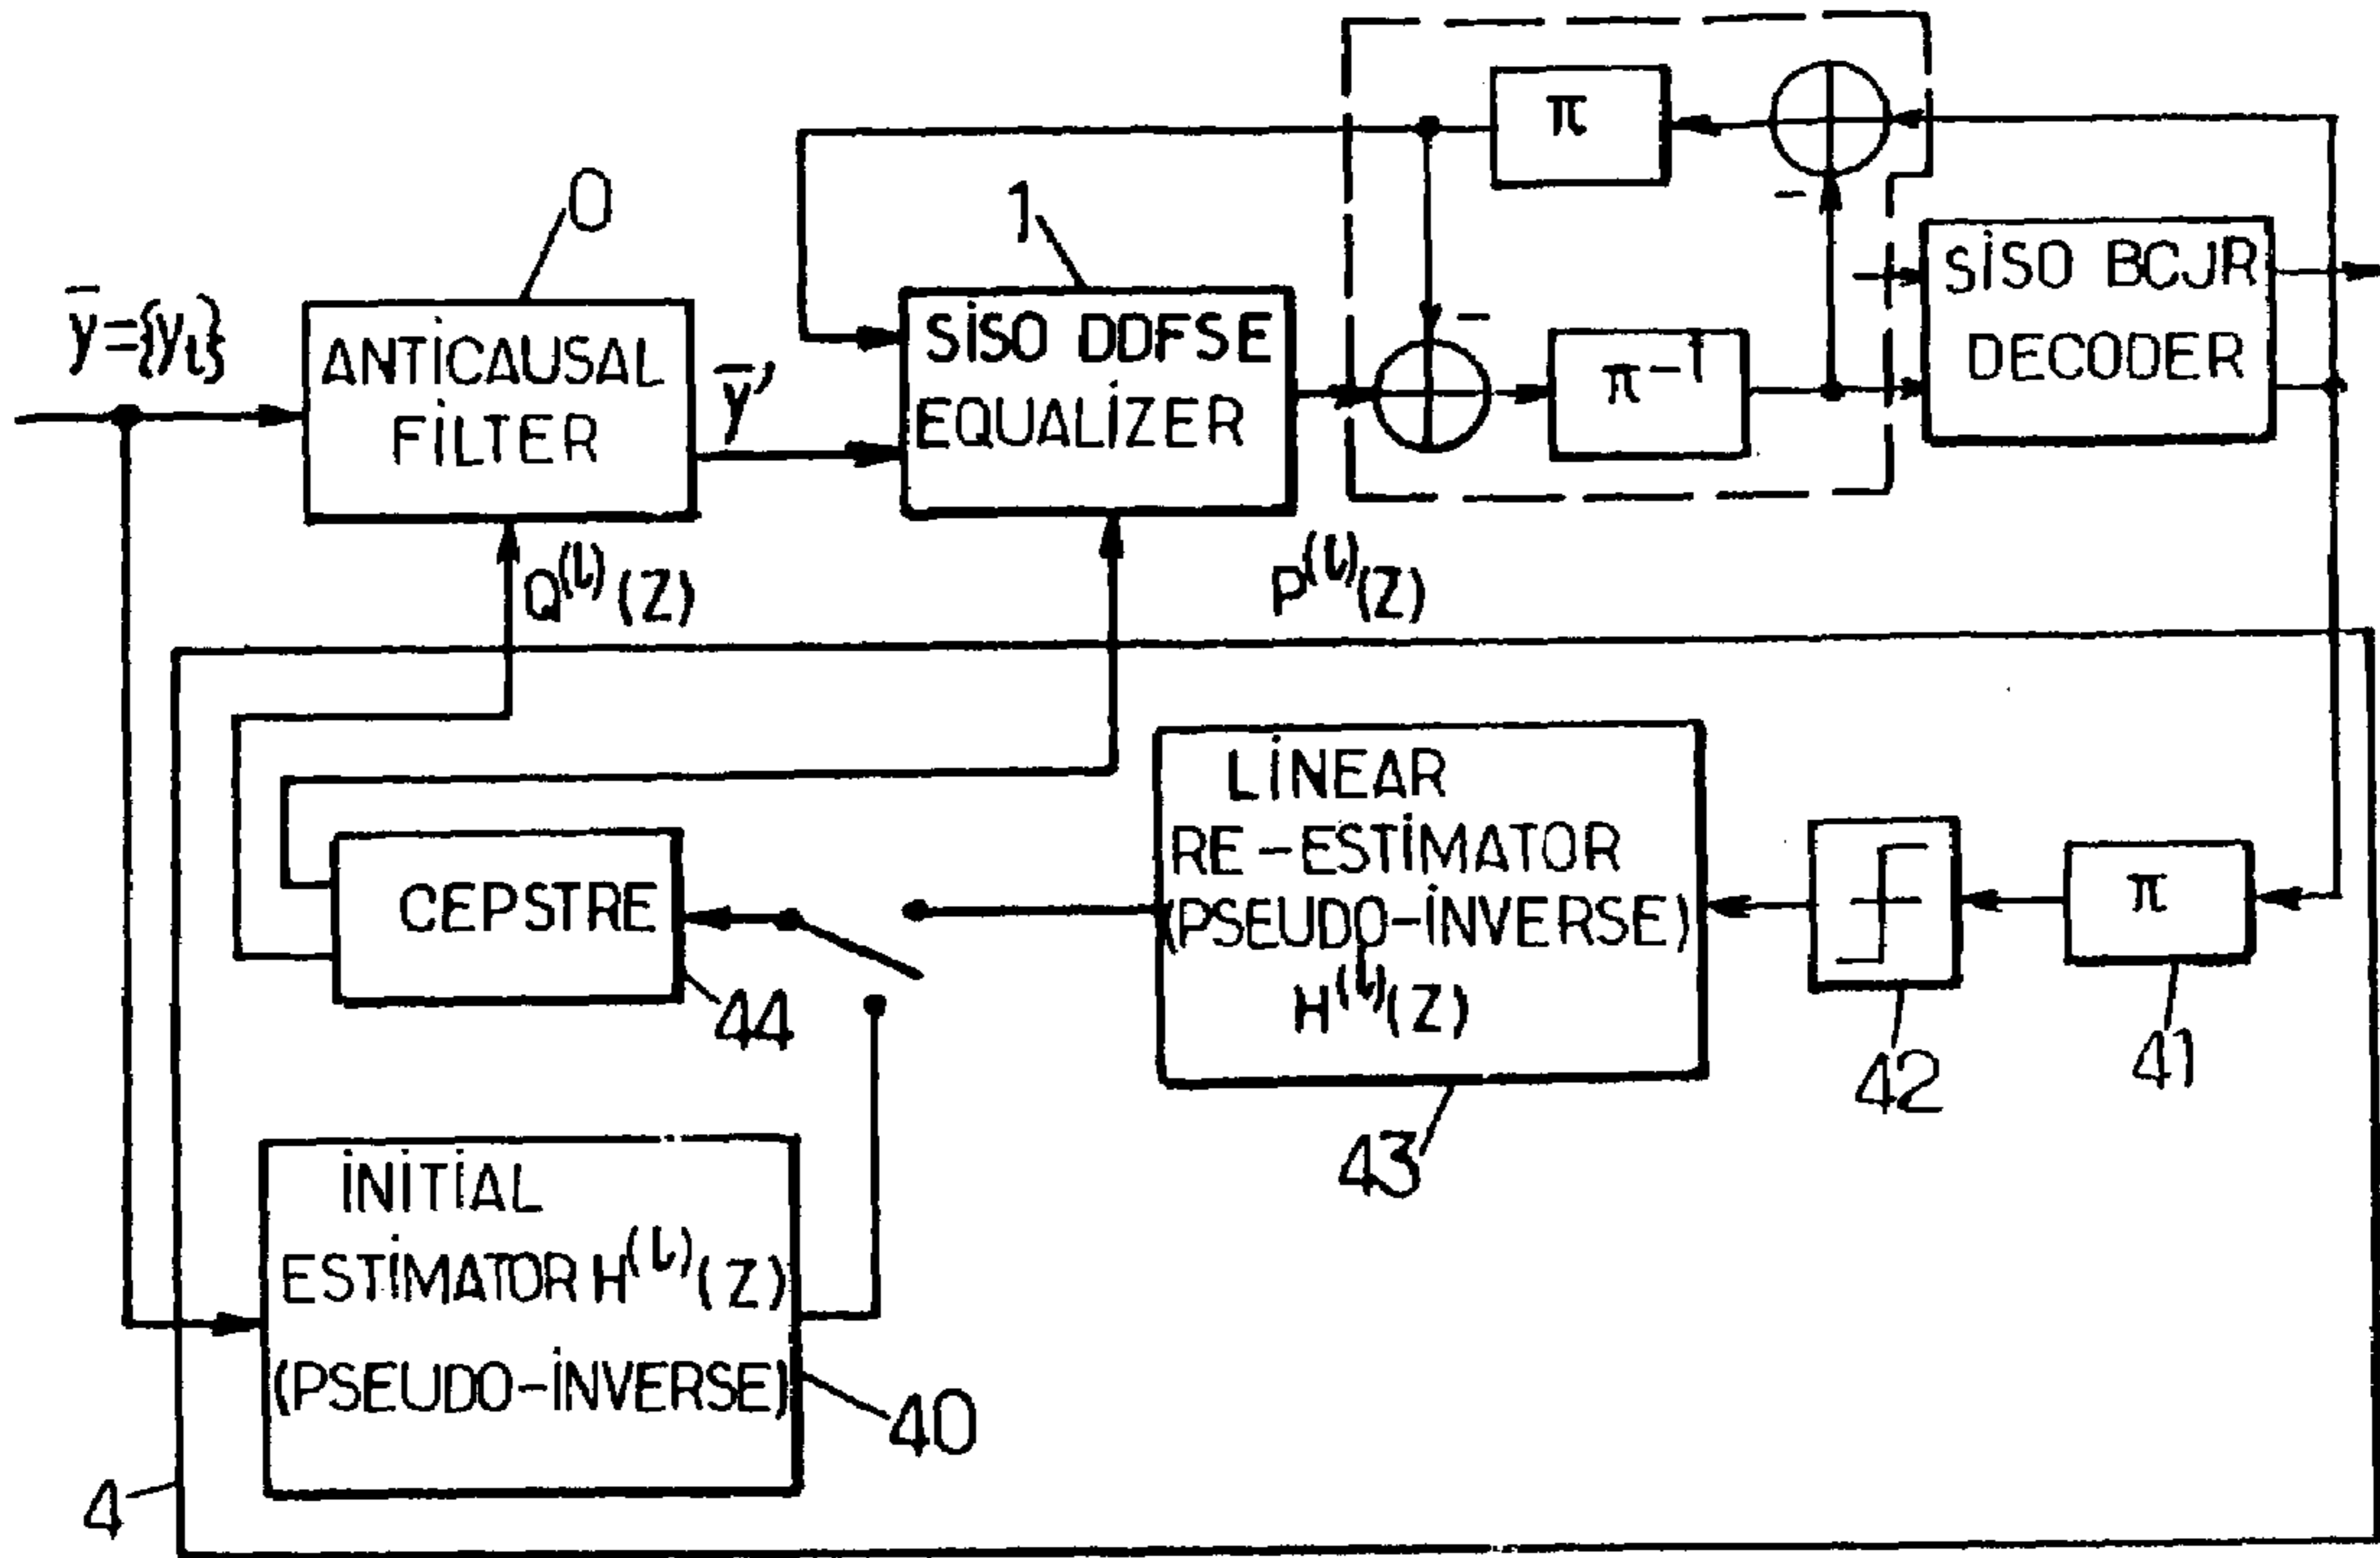 π
0
1
ȳ={yι}
ANTİCAUSAL
FİLTER
ȳ'
SİSO DDFSE
EQUALİZER
π⁻¹
SİSO BCJR
DECODER
−
−
Q⁽ˡ⁾(Z)
P⁽ˡ⁾(Z)
LİNEAR
RE-ESTİMATOR
(PSEUDO-İNVERSE)
H⁽ˡ⁾(Z)
CEPSTRE
π
44
42
41
43
İNİTİAL
ESTİMATOR H⁽ˡ⁾(Z)
(PSEUDO-İNVERSE)
40
4